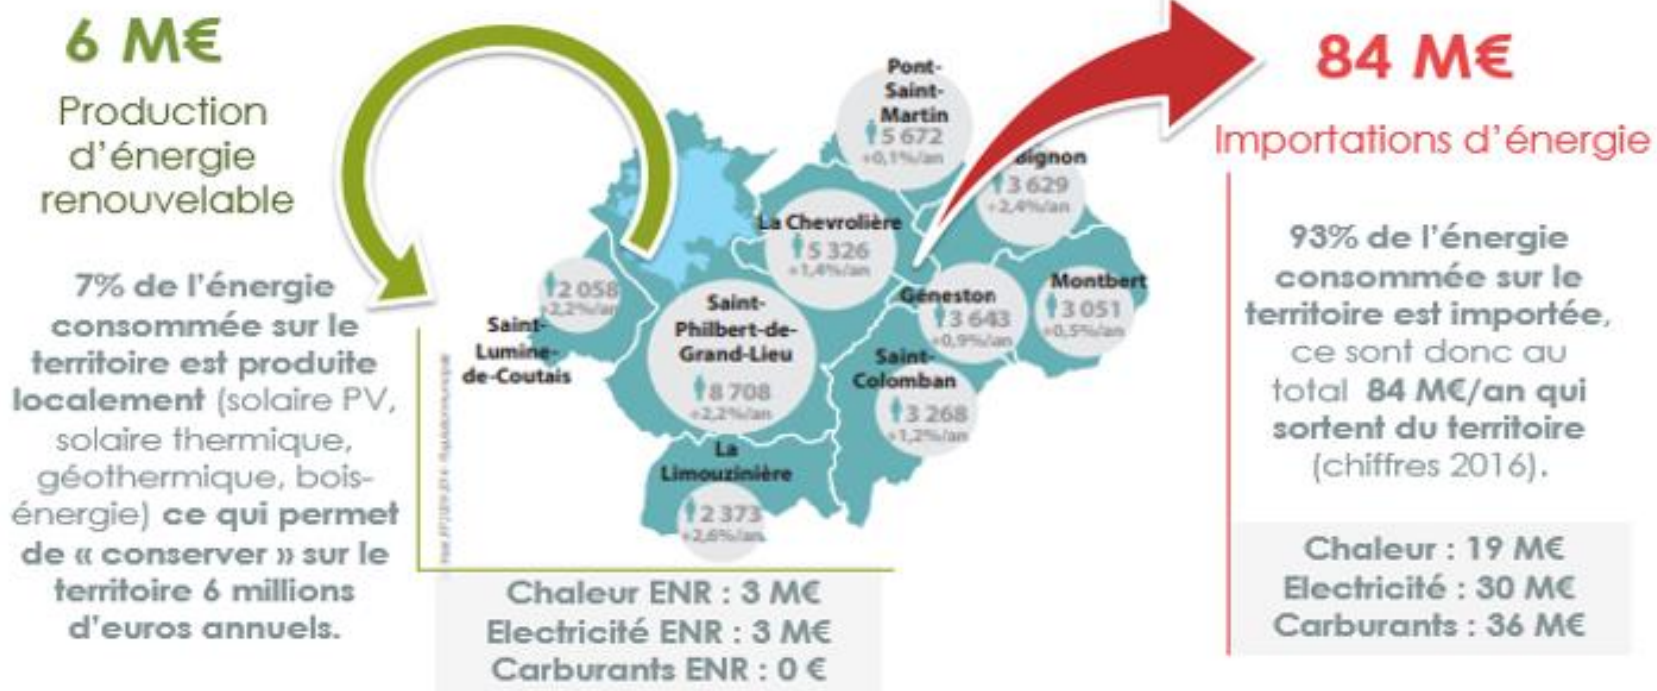 6 M€
Production
d'énergie
renouvelable
7% de l'énergie
consommée sur le
territoire est produite
localement (solaire PV,
solaire thermique,
géothermique, bois-
énergie) ce qui permet
de « conserver » sur le
territoire 6 millions
d'euros annuels.
Pont-
Saint-
Martin
5 672
+0,1%/an
Bignon
3 629
+2,4%/an
La Chevrolière
5 326
+1,4%/an
2 058
+2,2%/an
Saint-
Lumine-
de-Coutais
Saint-
Philbert-de-
Grand-Lieu
8 708
+2,2%/an
Géneston
3 643
+0,9%/an
Montbert
3 051
+0,5%/an
Saint-
Colomban
3 268
+1,2%/an
La
Limouzinière
2 373
+2,6%/an
Chaleur ENR : 3 M€
Electricité ENR : 3 M€
Carburants ENR : 0 €
84 M€
Importations d'énergie
93% de l'énergie
consommée sur le
territoire est importée,
ce sont donc au
total 84 M€/an qui
sortent du territoire
(chiffres 2016).
Chaleur : 19 M€
Electricité : 30 M€
Carburants : 36 M€